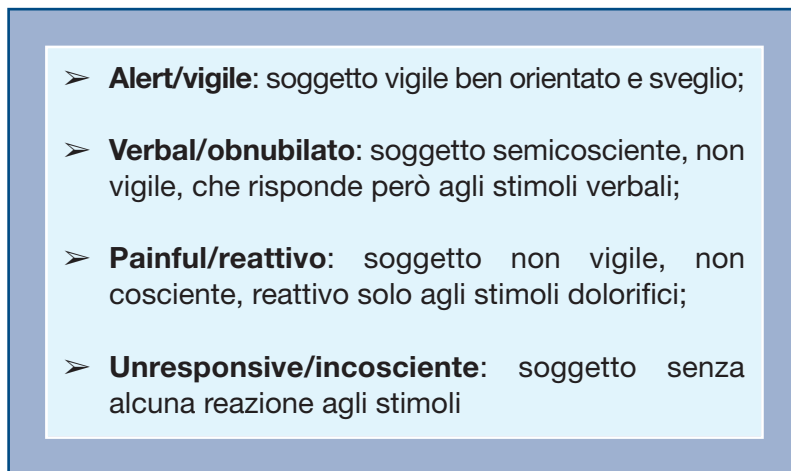 ➢ Alert/vigile: soggetto vigile ben orientato e sveglio;
➢ Verbal/obnubilato: soggetto semicosciente, non
vigile, che risponde però agli stimoli verbali;
➢ Painful/reattivo: soggetto non vigile, non
cosciente, reattivo solo agli stimoli dolorifici;
➢ Unresponsive/incosciente: soggetto senza
alcuna reazione agli stimoli